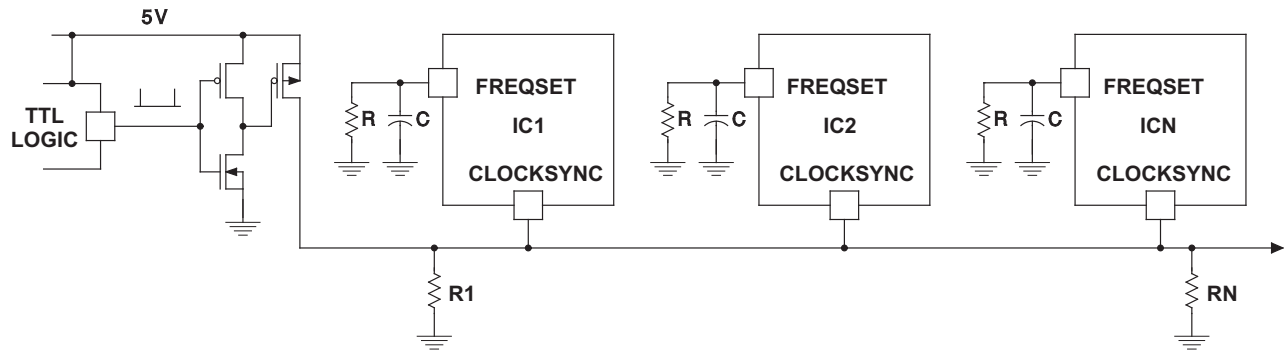 5V
TTL
LOGIC
R
C
FREQSET
IC1
CLOCKSYNC
R
C
FREQSET
IC2
CLOCKSYNC
R
C
FREQSET
ICN
CLOCKSYNC
R1
RN